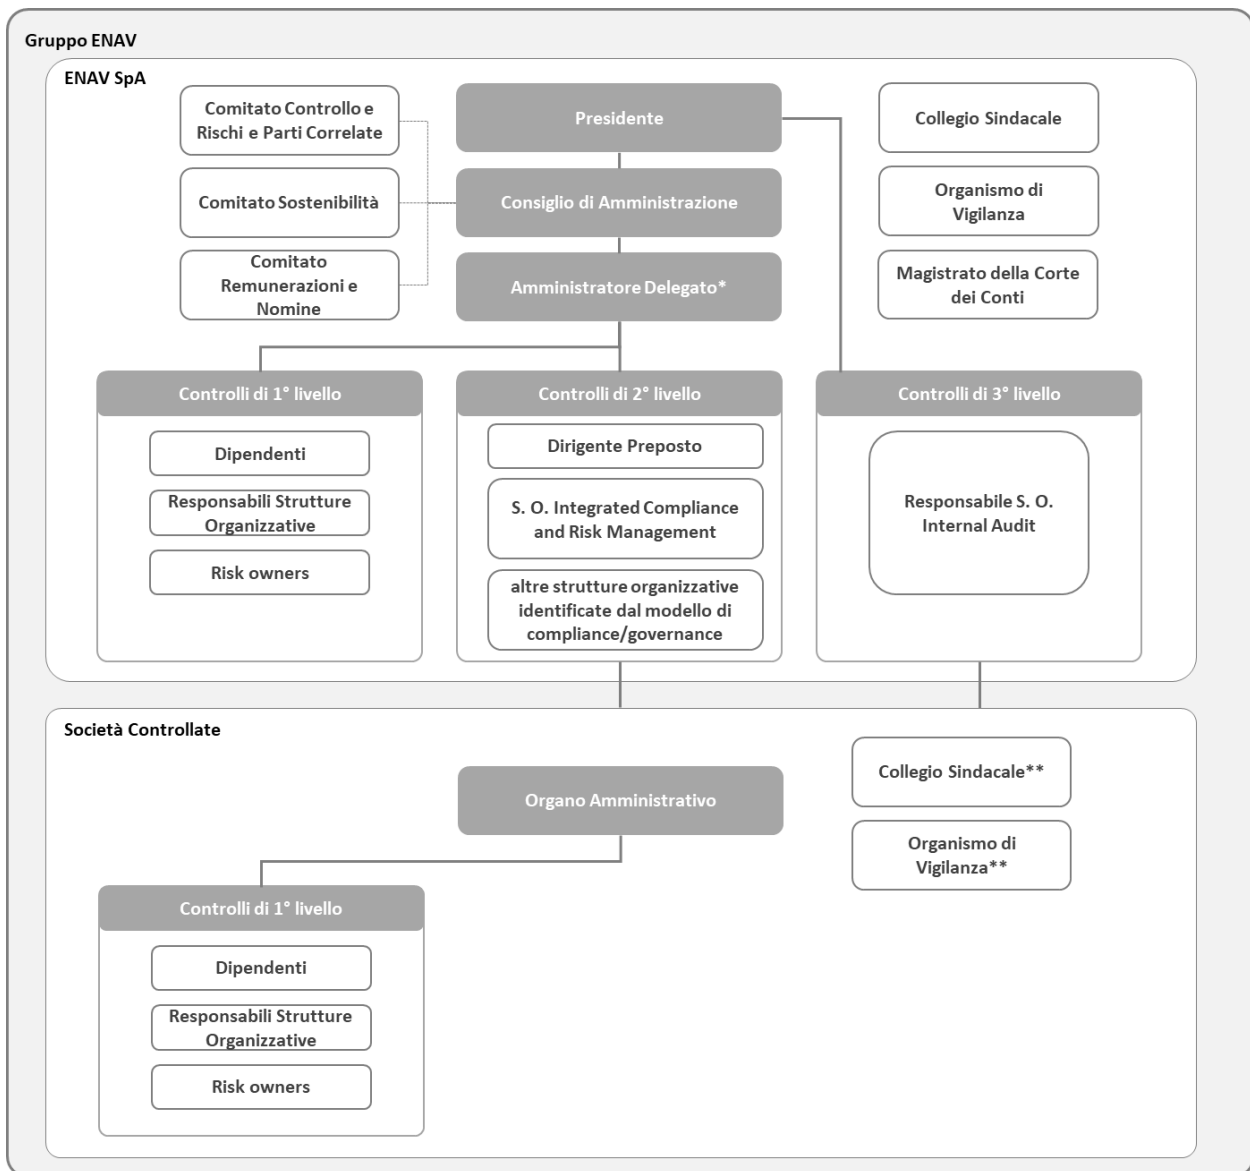 Gruppo ENAV
ENAV SpA
Comitato Controllo e
Rischi e Parti Correlate
Comitato Sostenibilità
Comitato
Remunerazioni e
Nomine
Presidente
Consiglio di Amministrazione
Amministratore Delegato*
Collegio Sindacale
Organismo di
Vigilanza
Magistrato della Corte
dei Conti
Controlli di 1° livello
Dipendenti
Responsabili Strutture
Organizzative
Risk owners
Controlli di 2° livello
Dirigente Preposto
S. O. Integrated Compliance
and Risk Management
altre strutture organizzative
identificate dal modello di
compliance/governance
Controlli di 3° livello
Responsabile S. O.
Internal Audit
Società Controllate
Organo Amministrativo
Collegio Sindacale**
Organismo di
Vigilanza**
Controlli di 1° livello
Dipendenti
Responsabili Strutture
Organizzative
Risk owners